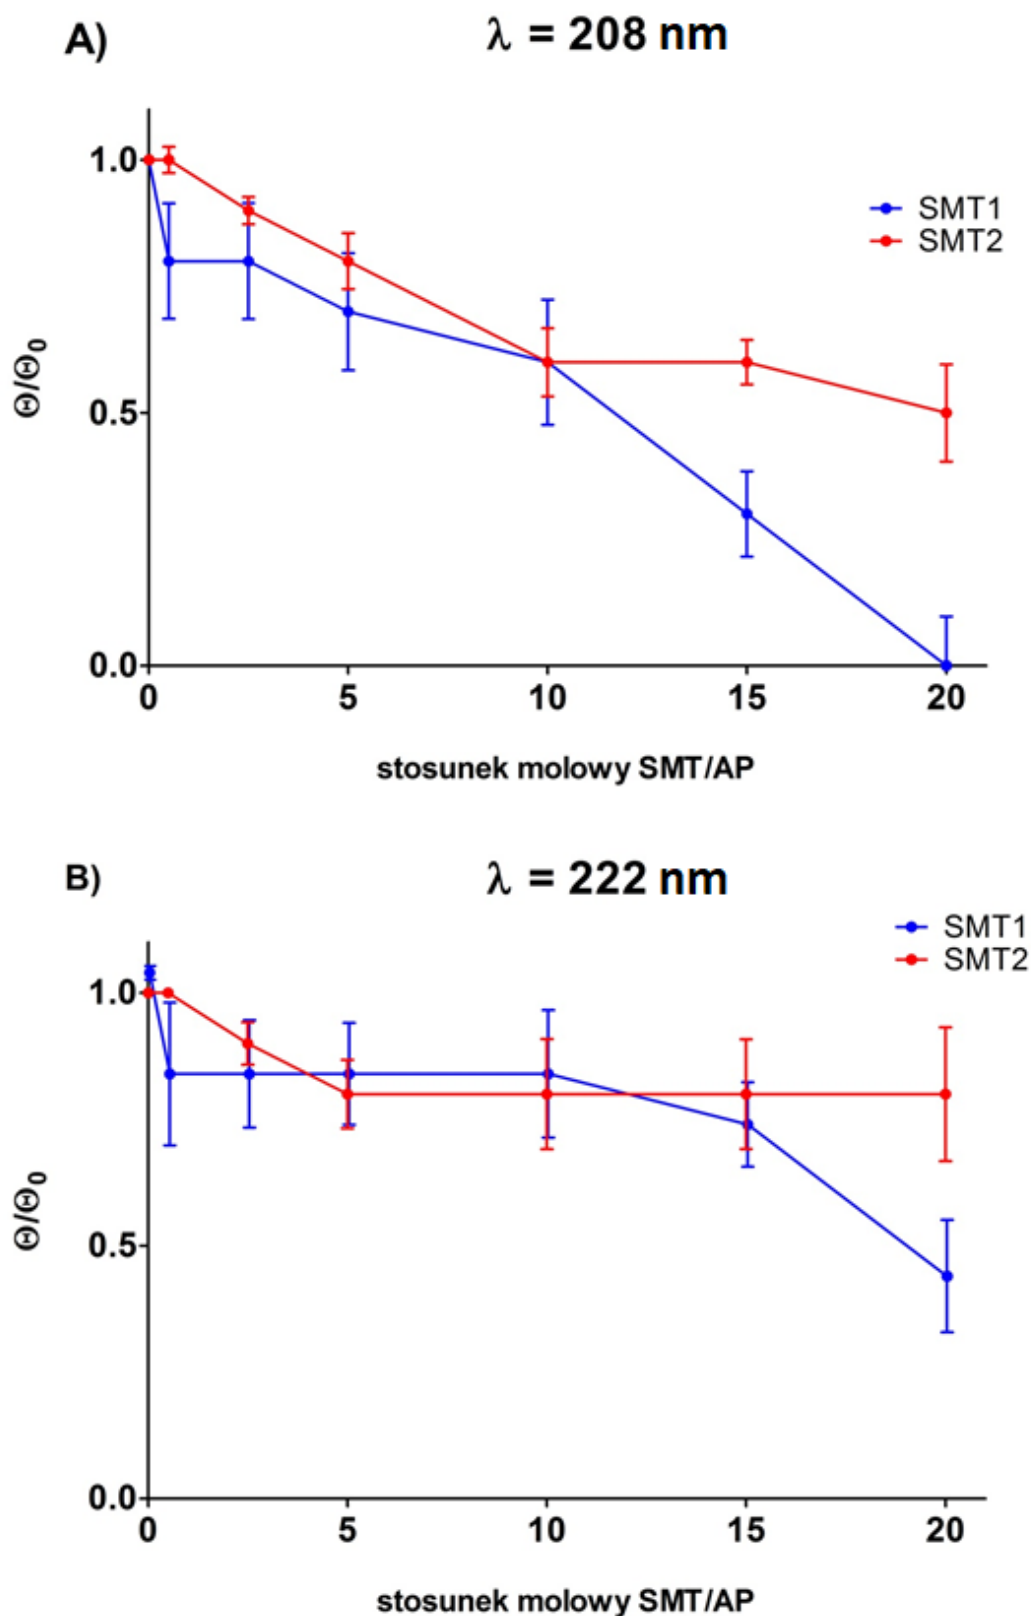 A)
λ = 208 nm
1.0
SMT1
SMT2
Θ/Θ0
0.5
0.0
0 5 10 15 20
stosunek molowy SMT/AP
B)
λ = 222 nm
SMT1
SMT2
1.0
Θ/Θ0
0.5
0.0
0 5 10 15 20
stosunek molowy SMT/AP